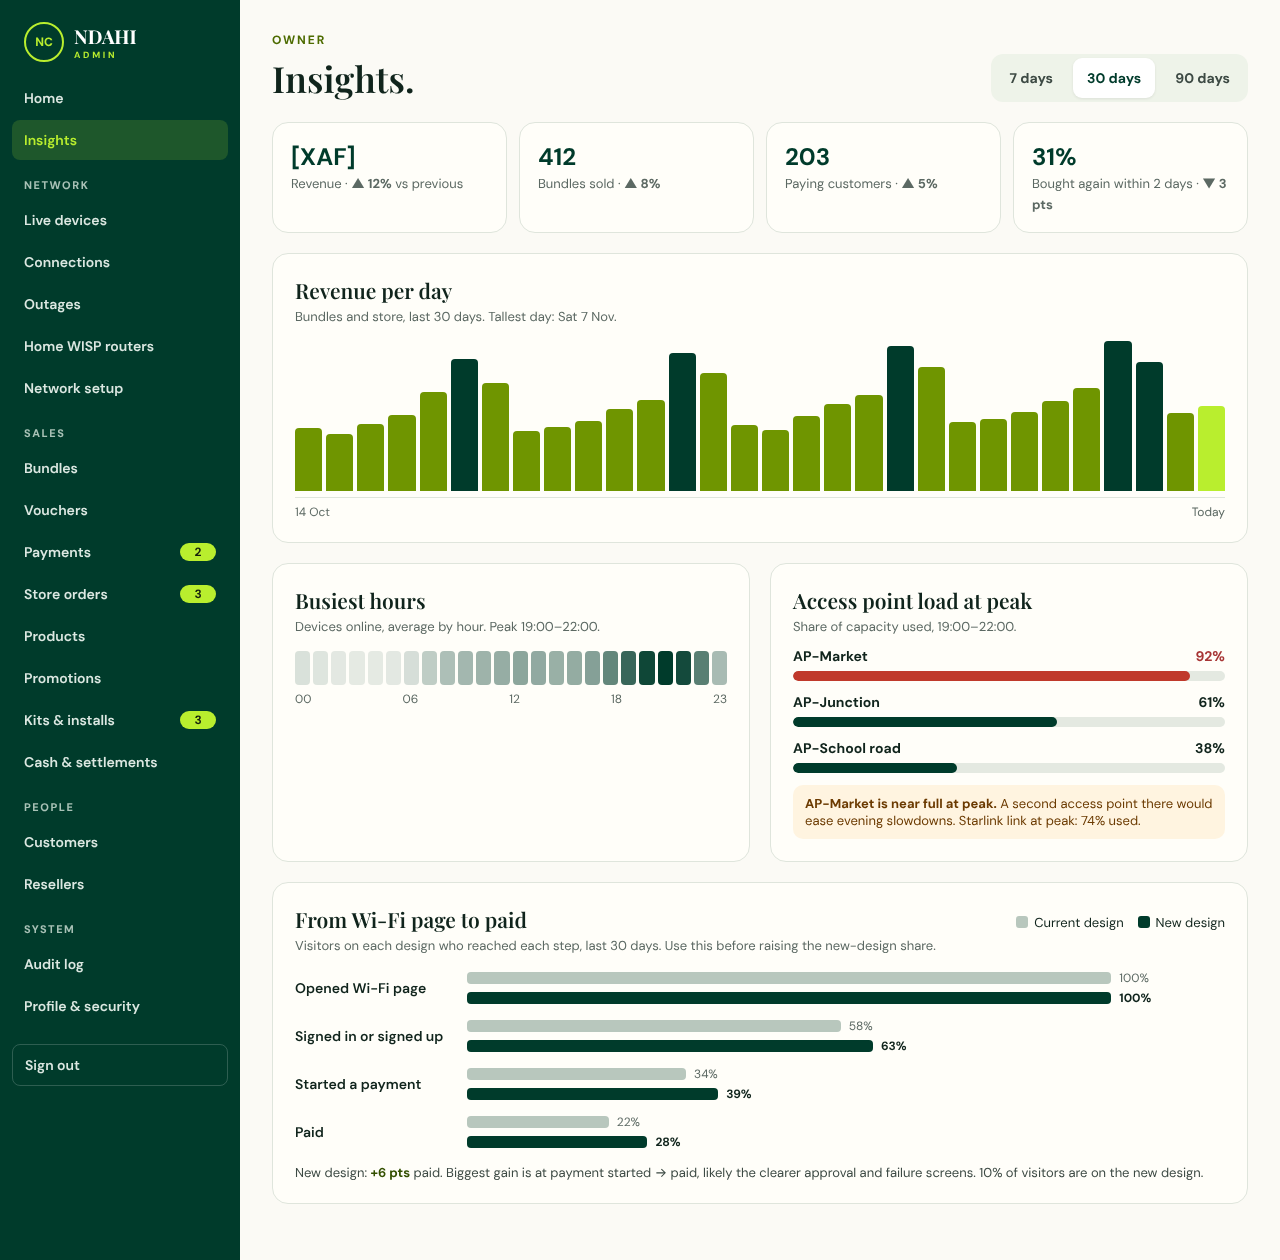 NC
NDAHI
ADMIN
Home
Insights
NETWORK
Live devices
Connections
Outages
Home WISP routers
Network setup
SALES
Bundles
Vouchers
Payments 2
Store orders 3
Products
Promotions
Kits & installs 3
Cash & settlements
PEOPLE
Customers
Resellers
SYSTEM
Audit log
Profile & security
Sign out
OWNER
Insights.
7 days 30 days 90 days
[XAF]
Revenue · ▲ 12% vs previous
412
Bundles sold · ▲ 8%
203
Paying customers · ▲ 5%
31%
Bought again within 2 days · ▼ 3
pts
Revenue per day
Bundles and store, last 30 days. Tallest day: Sat 7 Nov.
14 Oct Today
Busiest hours
Devices online, average by hour. Peak 19:00–22:00.
00 06 12 18 23
Access point load at peak
Share of capacity used, 19:00–22:00.
AP-Market 92%
AP-Junction 61%
AP-School road 38%
AP-Market is near full at peak. A second access point there would
ease evening slowdowns. Starlink link at peak: 74% used.
From Wi-Fi page to paid
Current design New design
Visitors on each design who reached each step, last 30 days. Use this before raising the new-design share.
Opened Wi-Fi page
100%
100%
Signed in or signed up
58%
63%
Started a payment
34%
39%
Paid
22%
28%
New design: +6 pts paid. Biggest gain is at payment started → paid, likely the clearer approval and failure screens. 10% of visitors are on the new design.